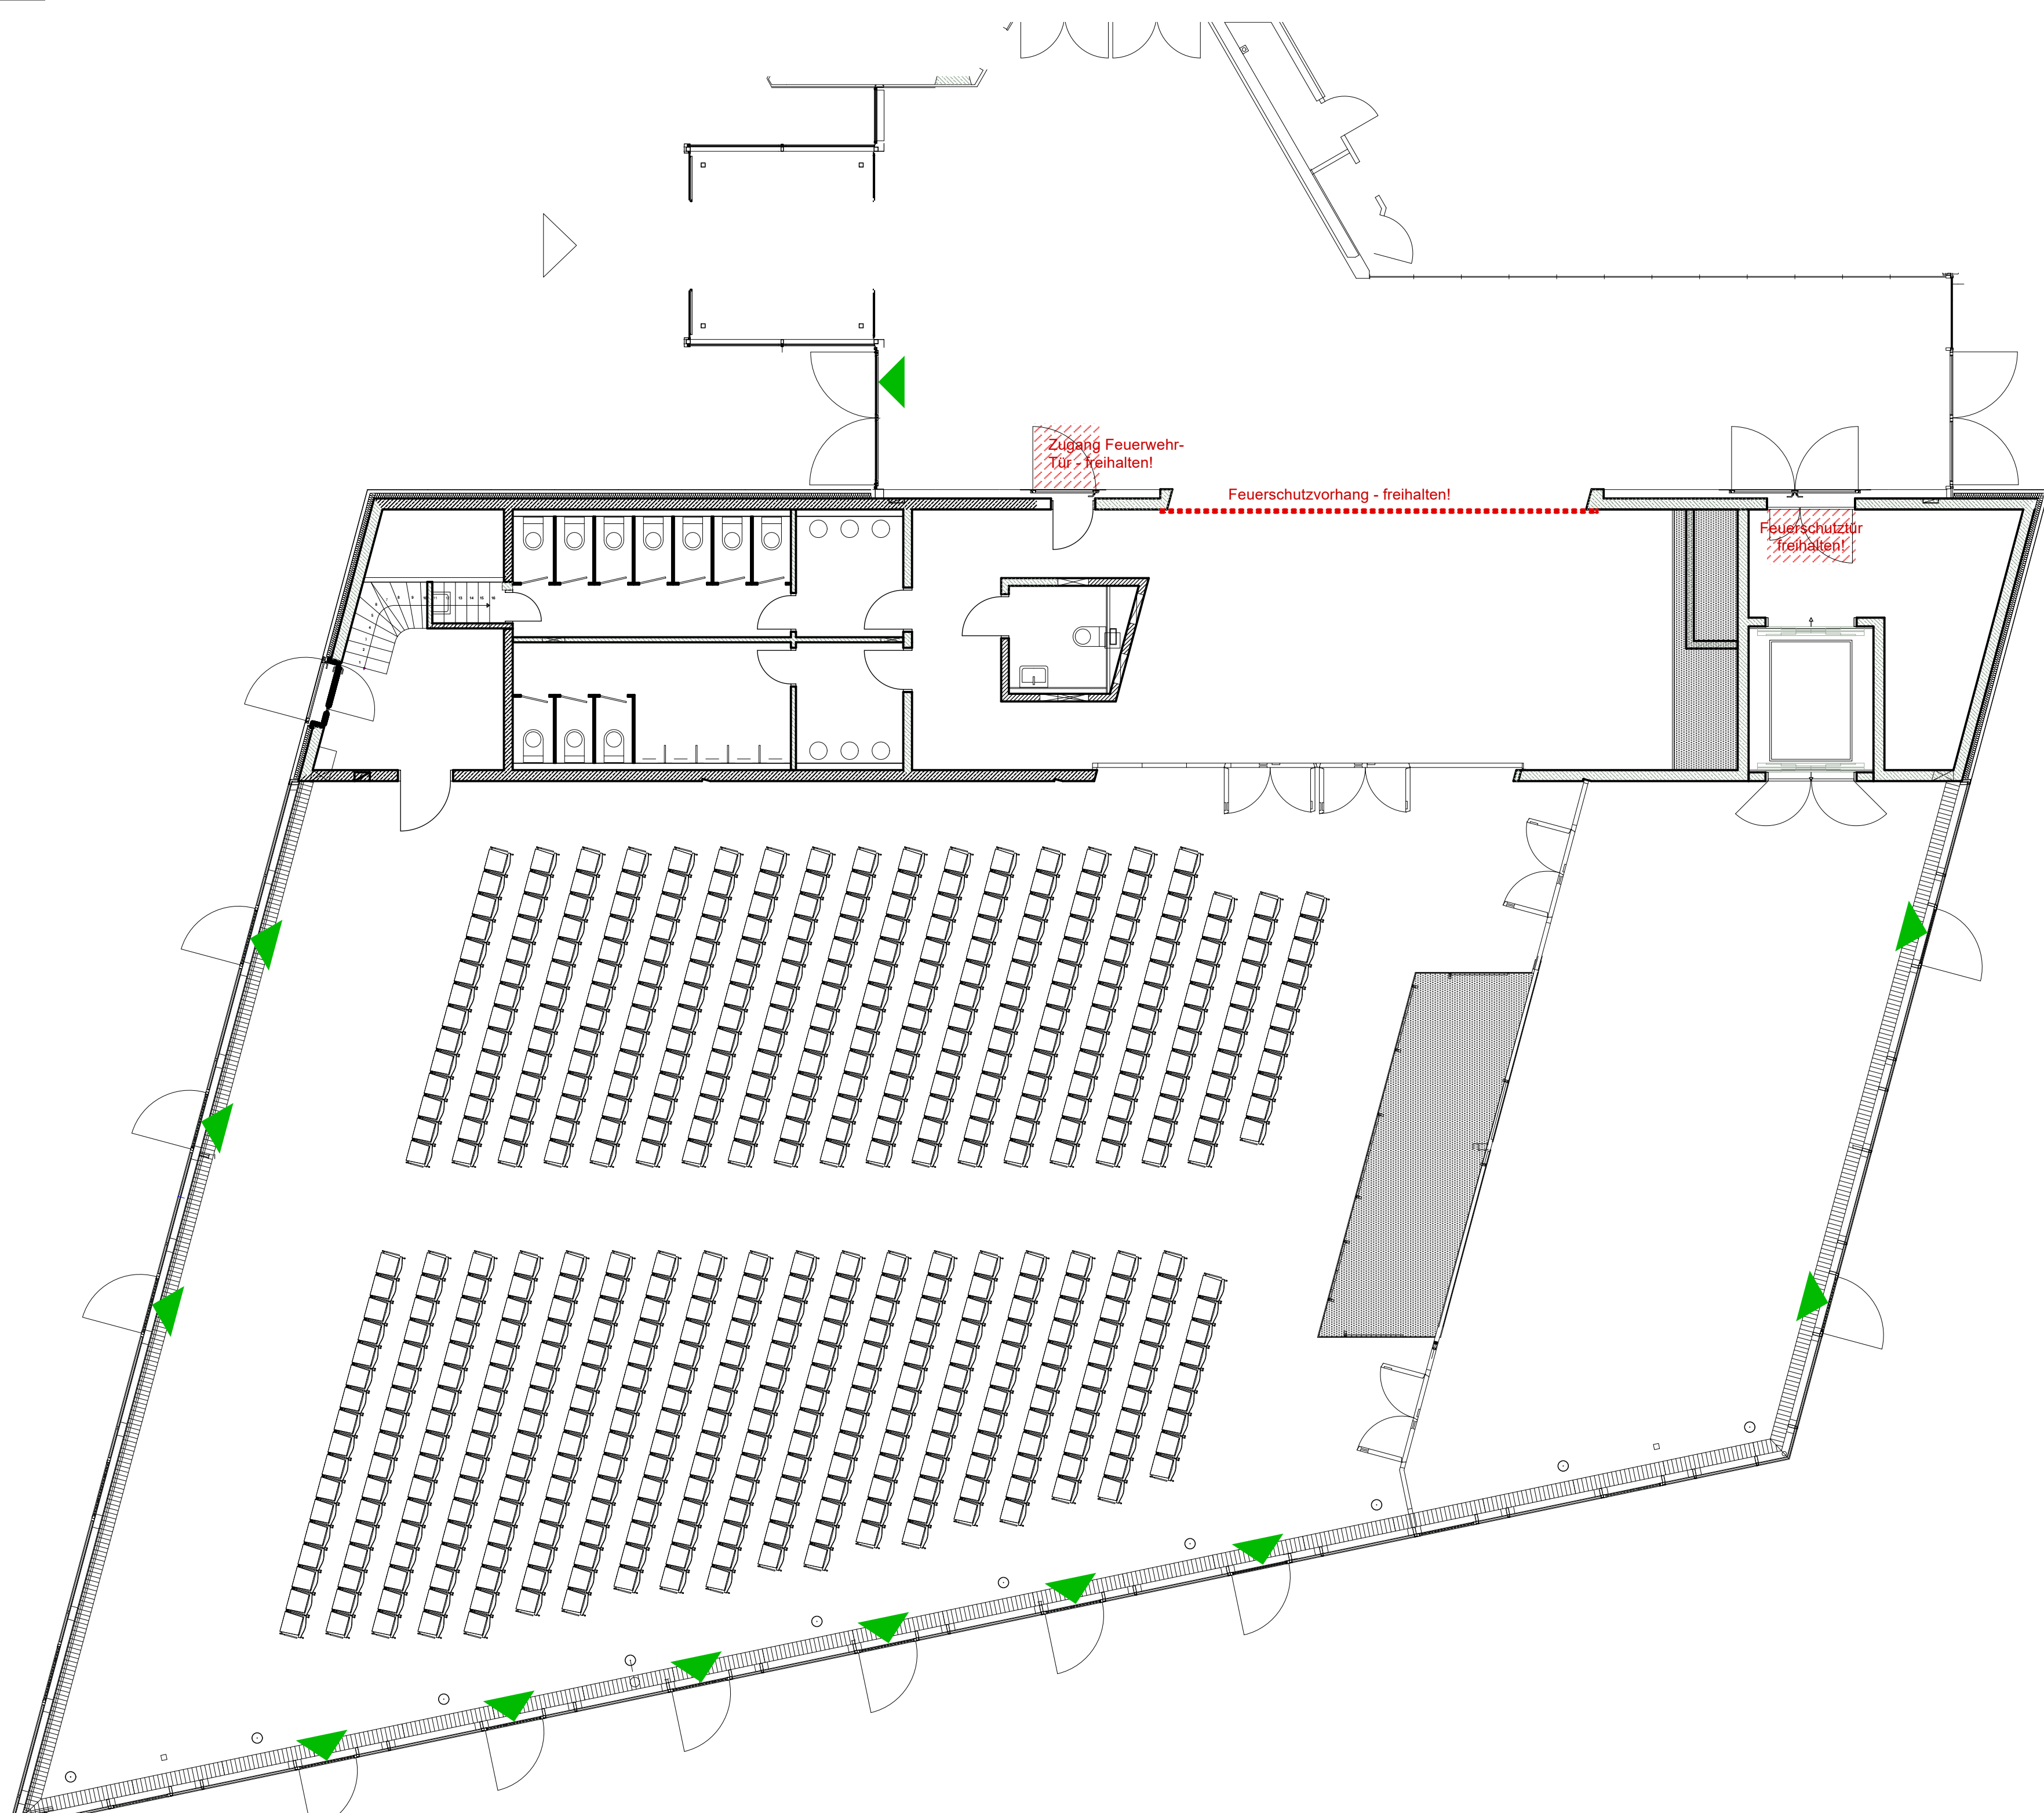 Zugang Feuerwehr-
Tür - freihalten!
Feuerschutzvorhang - freihalten!
Feuerschutztür
freihalten!